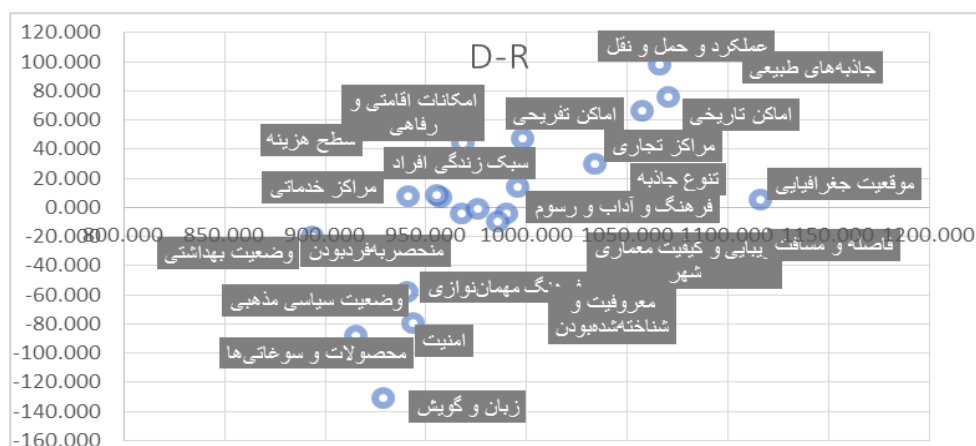 120.000
100.000
80.000
60.000
40.000
20.000
0.000
-20.000
-40.000
-60.000
-80.000
-100.000
-120.000
-140.000
-160.000
800.000
850.000
900.000
950.000
1000.000
1050.000
1100.000
1150.000
1200.000
D-R
عملکرد و حمل و نقل
جاذبه‌های طبیعی
امکانات اقامتی و
رفاهی
اماکن تفریحی
اماکن تاریخی
سطح هزینه
مراکز تجاری
سبک زندگی افراد
مراکز خدماتی
تنوع جاذبه
موقعیت جغرافیایی
فرهنگ و آداب و رسوم
وضعیت بهداشتی
منحصربه‌فردبودن
یبایی و کیفیت معماری
شهر
فاصله و مسافت
وضعیت سیاسی مذهبی
مهمان‌نوازی
معروفیت و
شناخته‌شده‌بودن
امنیت
محصولات و سوغاتی‌ها
زبان و گویش